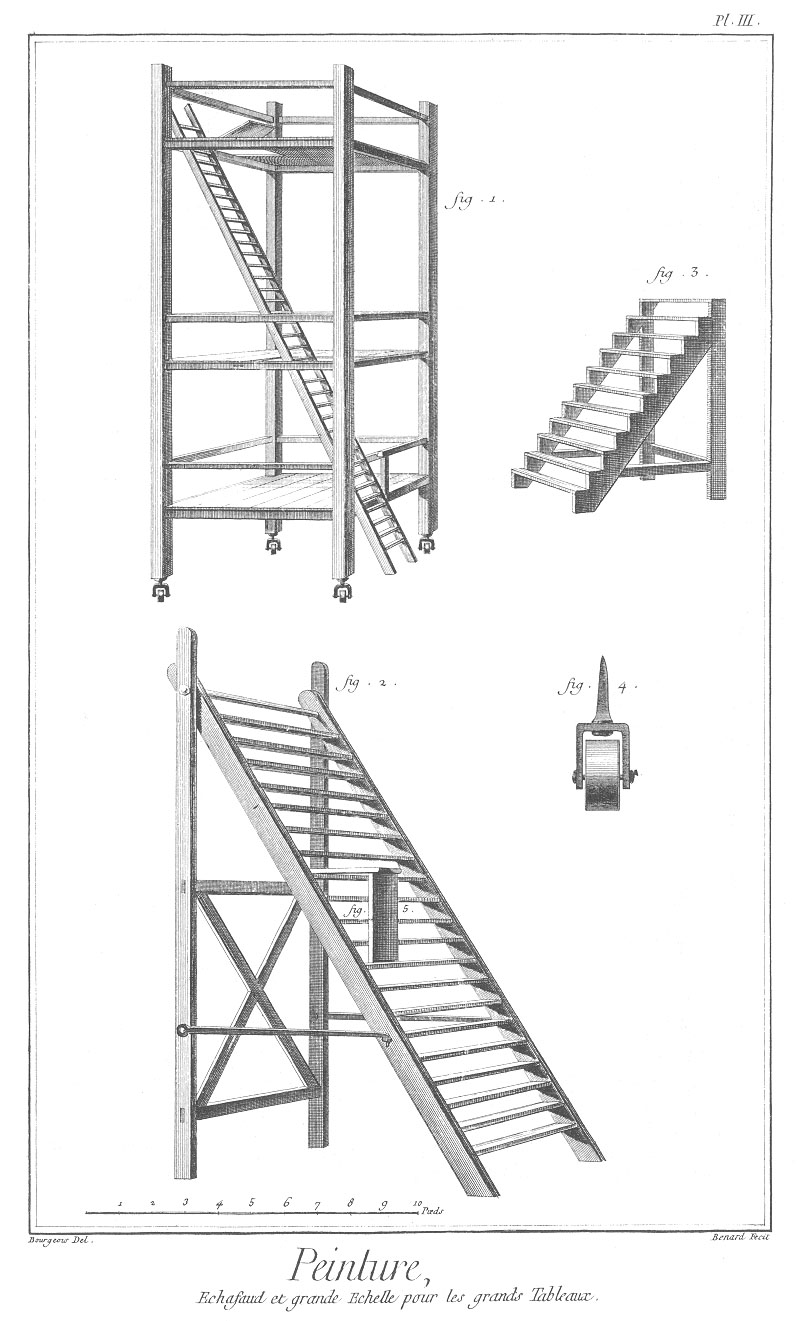 Pl. III.
fig. 1.
fig. 3.
fig. 2.
fig. 4.
fig. 5.
1 2 3 4 5 6 7 8 9 10 Pieds
Bourgeois Del.
Benard Fecit
Peinture,
Echafaud et grande Echelle pour les grands Tableaux.